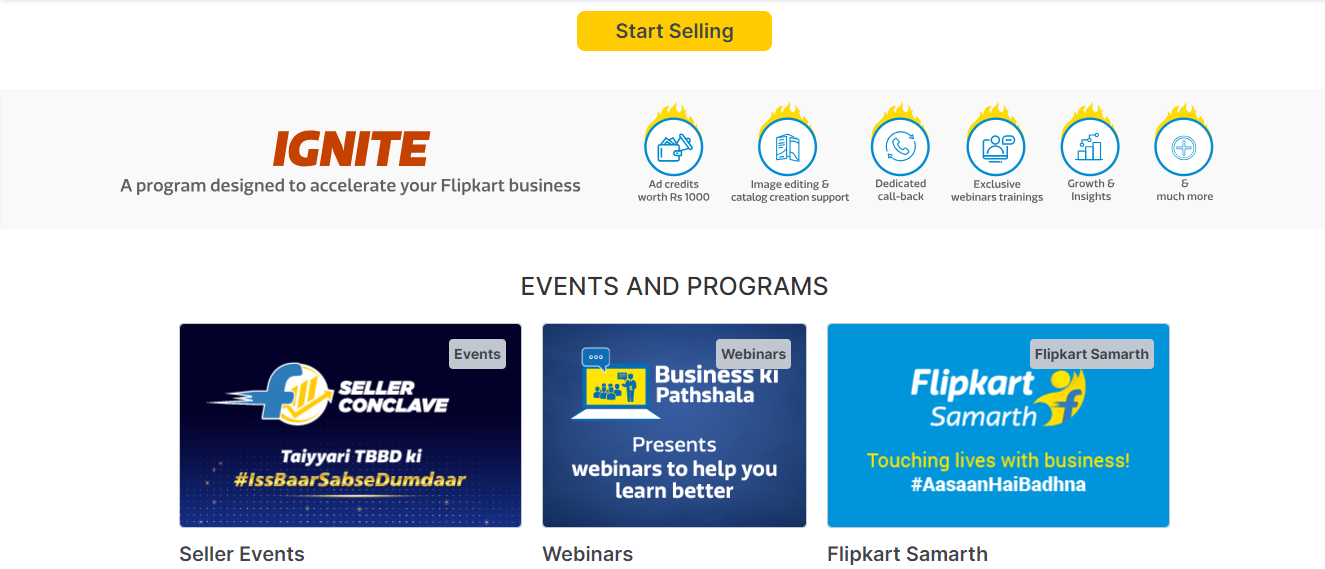 Start Selling
IGNITE
A program designed to accelerate your Flipkart business
Ad credits
worth Rs 1000
Image editing &
catalog creation support
Dedicated
call-back
Exclusive
webinars trainings
Growth &
Insights
&
much more
EVENTS AND PROGRAMS
Events
SELLER
CONCLAVE
Taiyyari TBBD ki
#IssBaarSabseDumdaar
Webinars
Business ki
Pathshala
Presents
webinars to help you
learn better
Flipkart Samarth
Flipkart
Samarth
Touching lives with business!
#AasaanHaiBadhna
Seller Events
Webinars
Flipkart Samarth